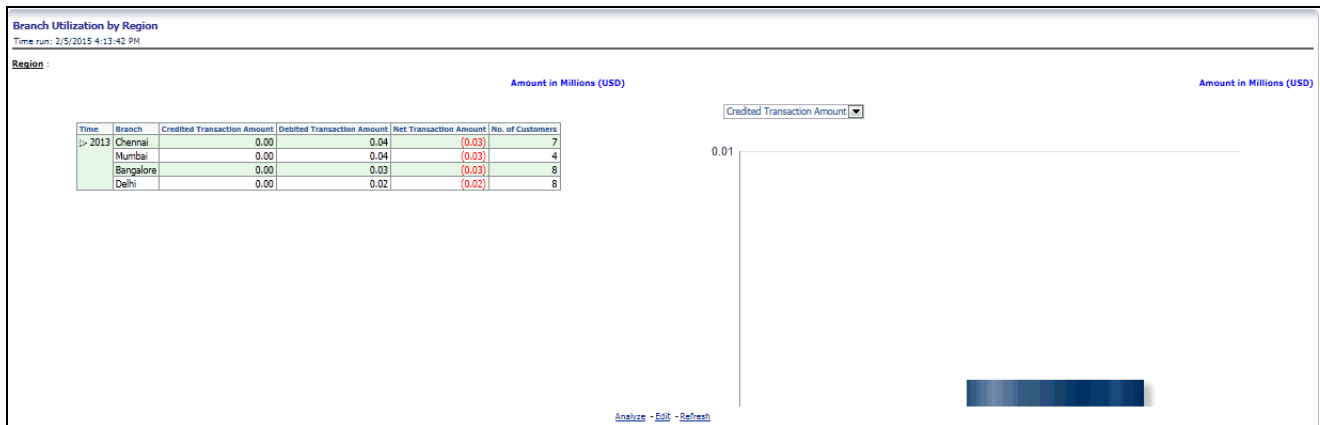 Branch Utilization by Region
Time run: 2/5/2015 4:13:42 PM
Region :
Amount in Millions (USD) Amount in Millions (USD)
Credited Transaction Amount
Time Branch Credited Transaction Amount Debited Transaction Amount Net Transaction Amount No. of Customers
2013 Chennai 0.00 0.04 (0.03) 7
Mumbai 0.00 0.04 (0.03) 4
Bangalore 0.00 0.03 (0.03) 8
Delhi 0.00 0.02 (0.02) 8
0.01
Analyze - Edit - Refresh